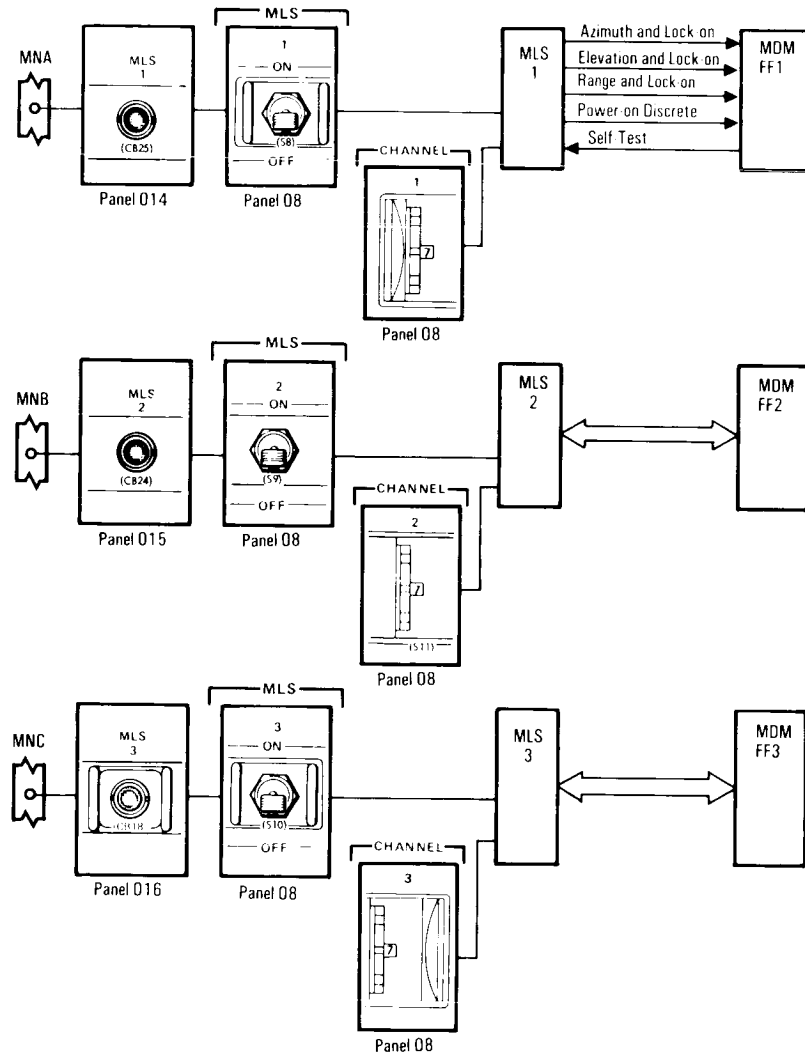 MNA
MLS
1
(CB25)
Panel O14
MLS
1
ON
(S8)
OFF
Panel O8
CHANNEL
1
7
Panel O8
MLS
1
Azimuth and Lock-on
Elevation and Lock-on
Range and Lock-on
Power-on Discrete
Self-Test
MDM
FF1
MNB
MLS
2
(CB24)
Panel O15
MLS
2
ON
(S9)
OFF
Panel O8
CHANNEL
2
7
(S11)
Panel O8
MLS
2
MDM
FF2
MNC
MLS
3
(CB18
Panel O16
MLS
3
ON
(S10)
OFF
Panel O8
CHANNEL
3
7
Panel O8
MLS
3
MDM
FF3